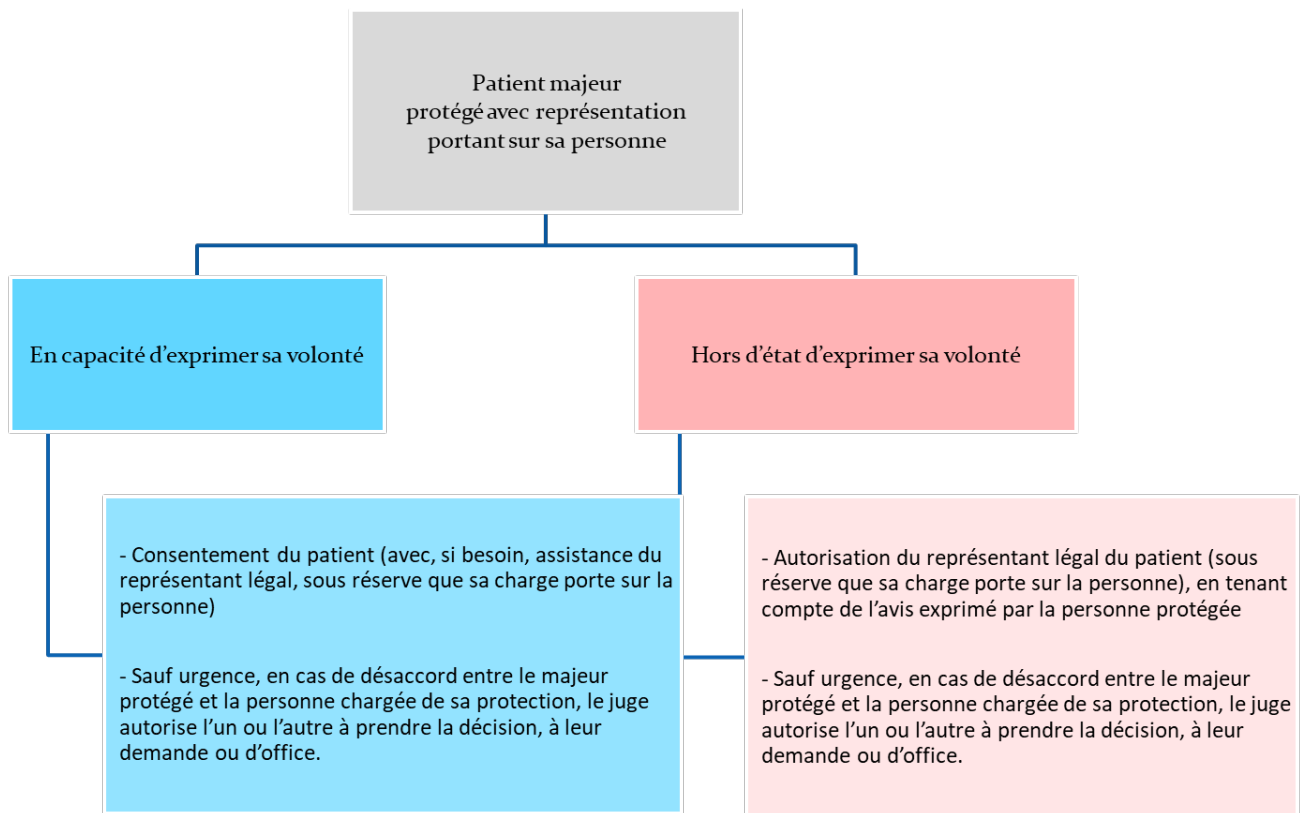 Patient majeur
protégé avec représentation
portant sur sa personne
En capacité d’exprimer sa volonté
Hors d’état d’exprimer sa volonté
- Consentement du patient (avec, si besoin, assistance du
représentant légal, sous réserve que sa charge porte sur la
personne)
- Sauf urgence, en cas de désaccord entre le majeur
protégé et la personne chargée de sa protection, le juge
autorise l’un ou l’autre à prendre la décision, à leur
demande ou d’office.
- Autorisation du représentant légal du patient (sous
réserve que sa charge porte sur la personne), en tenant
compte de l’avis exprimé par la personne protégée
- Sauf urgence, en cas de désaccord entre le majeur
protégé et la personne chargée de sa protection, le juge
autorise l’un ou l’autre à prendre la décision, à leur
demande ou d’office.